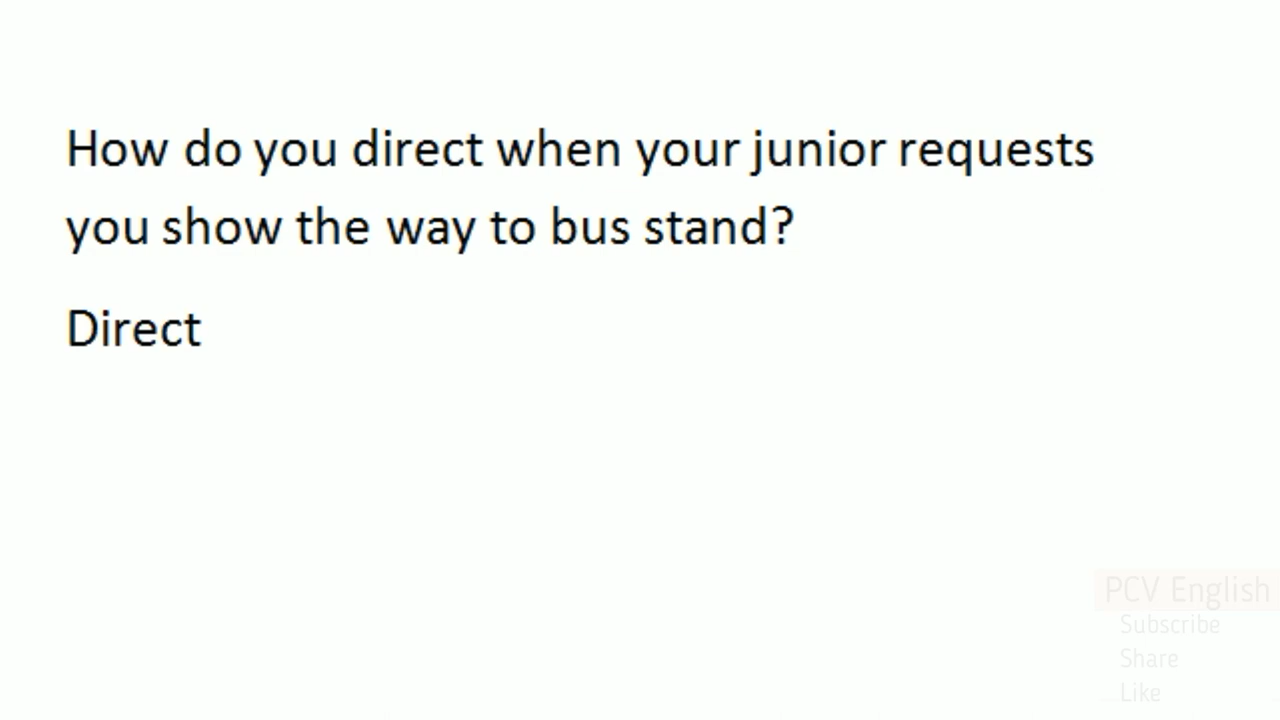 How do you direct when your junior requests
you show the way to bus stand?
Direct
PCV English
Subscribe
Share
Like